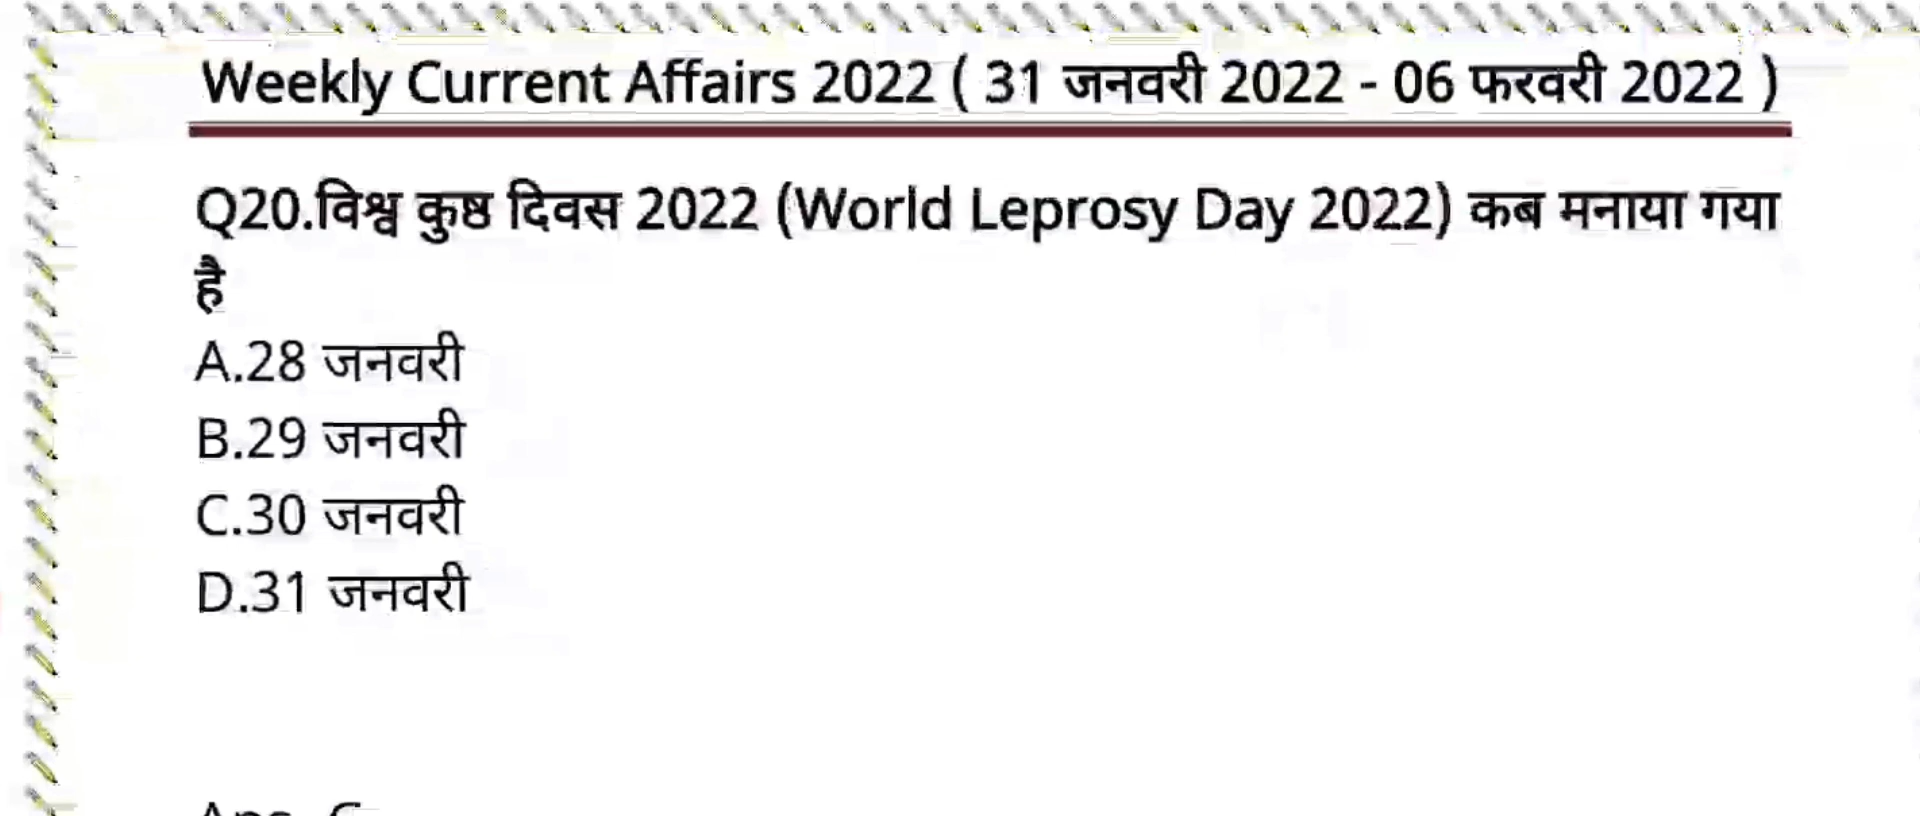 Weekly Current Affairs 2022 ( 31 जनवरी 2022 - 06 फरवरी 2022 )
Q20.विश्व कुष्ठ दिवस 2022 (World Leprosy Day 2022) कब मनाया गया
है
A.28 जनवरी
B.29 जनवरी
C.30 जनवरी
D.31 जनवरी